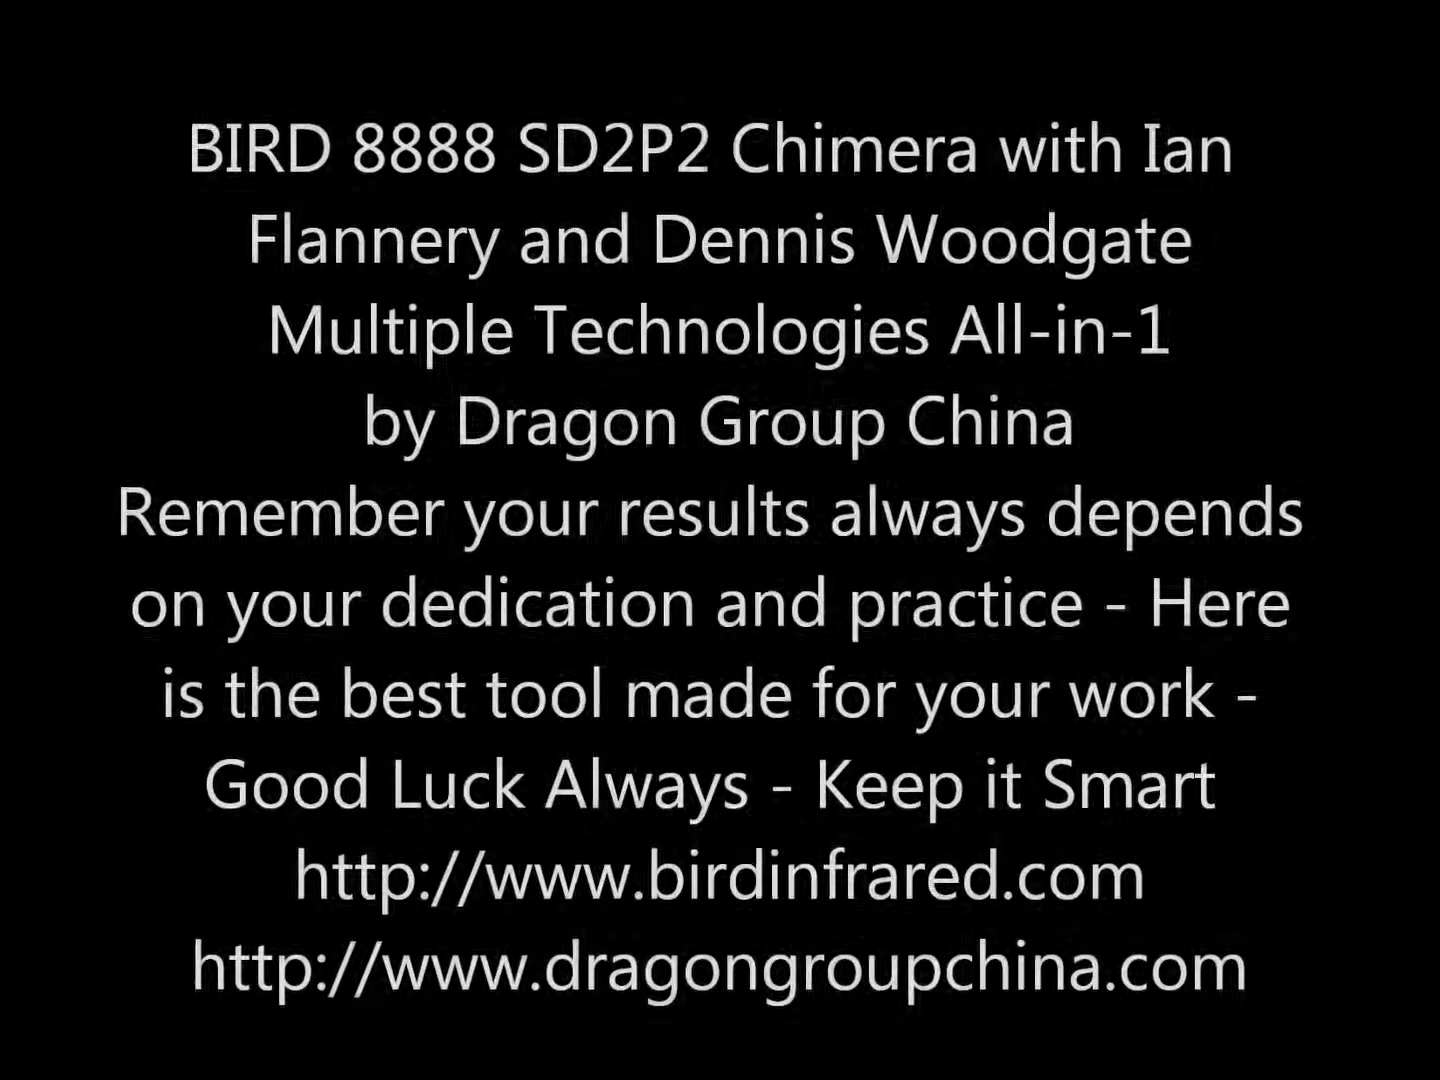 BIRD 8888 SD2P2 Chimera with Ian
Flannery and Dennis Woodgate
Multiple Technologies All-in-1
by Dragon Group China
Remember your results always depends
on your dedication and practice - Here
is the best tool made for your work -
Good Luck Always - Keep it Smart
http://www.birdinfrared.com
http://www.dragongroupchina.com